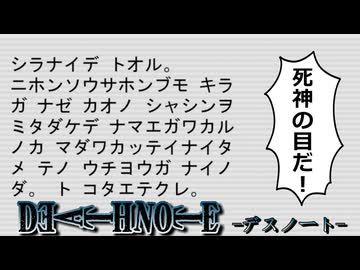 シラナイデ トオル。
ニホンソウサホンブモ キラ
ガ ナゼ カオノ シャシンヲ
ミタダケデ ナマエガワカル
ノカ マダワカッテイナイタ
メ テノ ウチヨウガ ナイノ
ダ。 ト コタエテクレ。
死神の目だ！
DEATHNOTE -デスノート-